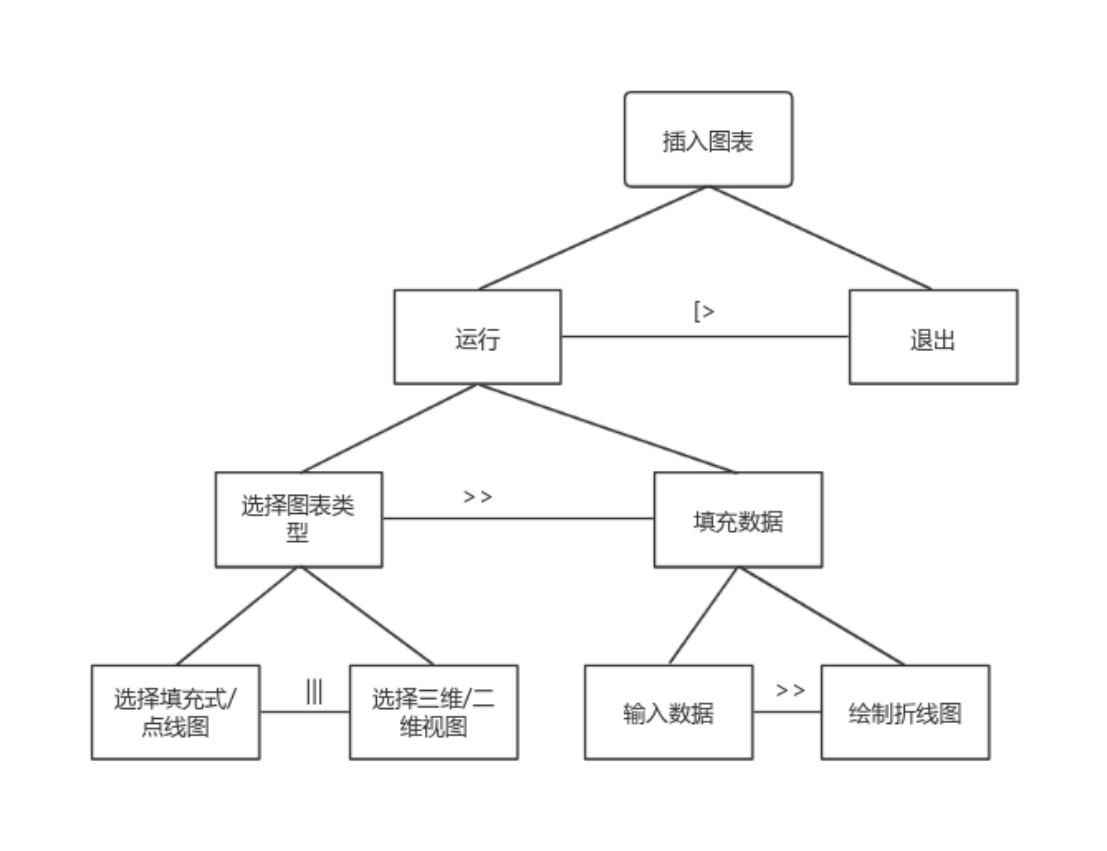 插入图表
[>
运行
退出
>>
选择图表类
型
填充数据
|||
>>
选择填充式/
点线图
选择三维/二
维视图
输入数据
绘制折线图